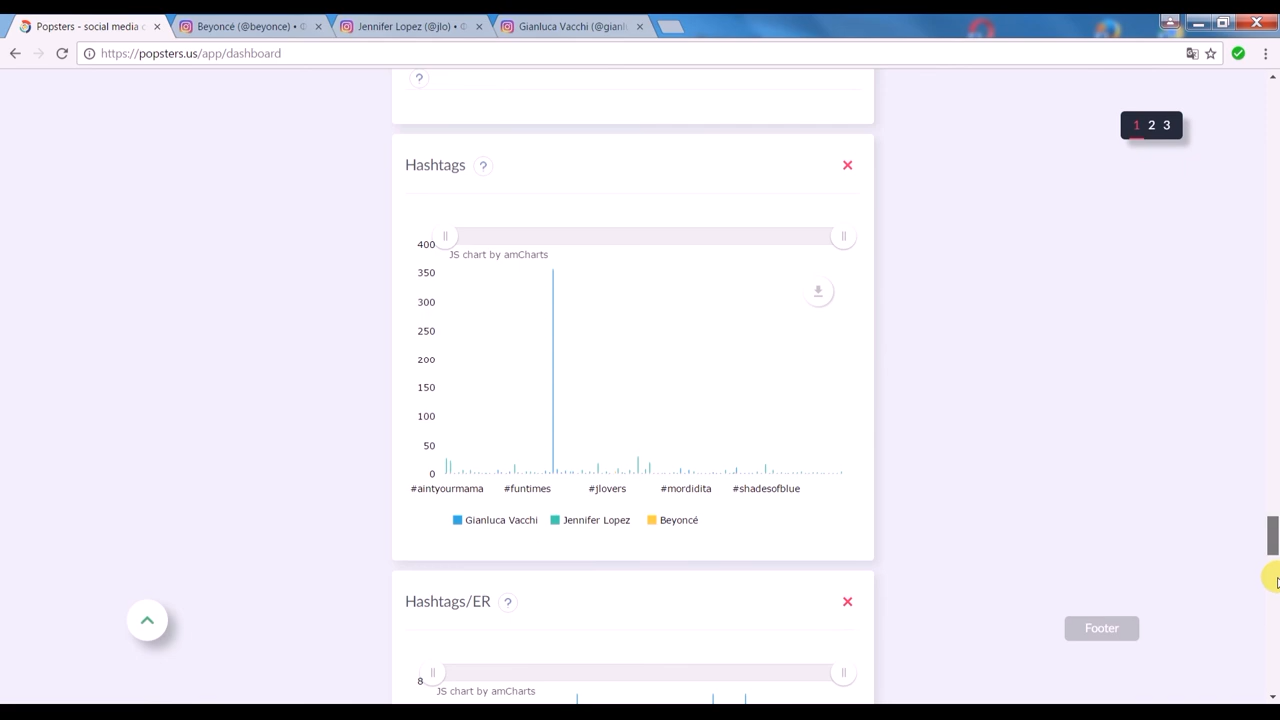 Popsters - social media c
Beyoncé (@beyonce) •
Jennifer Lopez (@jlo) •
Gianluca Vacchi (@gianl
https://popsters.us/app/dashboard
?
1 2 3
Hashtags ?
JS chart by amCharts
400
350
300
250
200
150
100
50
0
#aintyourmama #funtimes #jlovers #mordidita #shadesofblue
Gianluca Vacchi Jennifer Lopez Beyoncé
Hashtags/ER ?
Footer
8
JS chart by amCharts